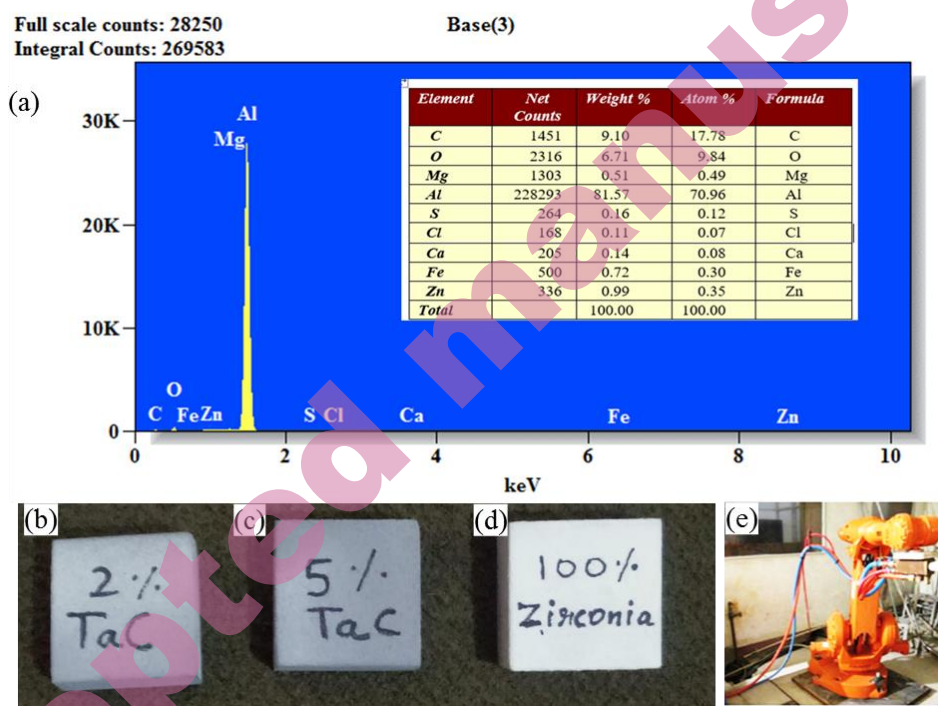 Full scale counts: 28250
Integral Counts: 269583
Base(3)
(a)
Element Net Counts Weight % Atom % Formula
C 1451 9.10 17.78 C
O 2316 6.71 9.84 O
Mg 1303 0.51 0.49 Mg
Al 228293 81.57 70.96 Al
S 264 0.16 0.12 S
Cl 168 0.11 0.07 Cl
Ca 205 0.14 0.08 Ca
Fe 500 0.72 0.30 Fe
Zn 336 0.99 0.35 Zn
Total 100.00 100.00
30K
Al
Mg
20K
10K
O
C Fe Zn S Cl Ca Fe Zn
0
0 2 4 6 8 10
keV
(b) (c) (d) (e)
2 %
TaC
5 %
TaC
100 %
Zirconia
pted manus